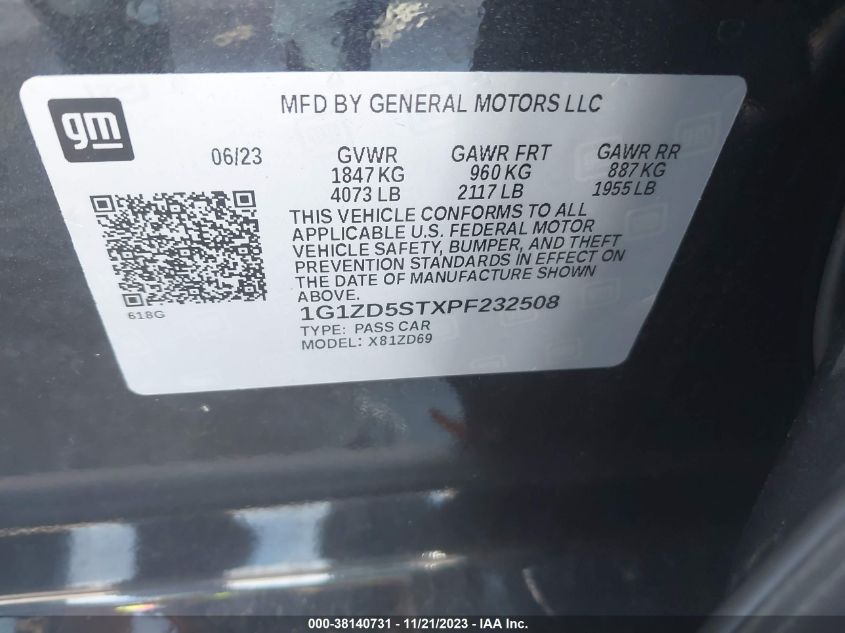 gm
MFD BY GENERAL MOTORS LLC
06/23 GVWR GAWR FRT GAWR RR
1847 KG 960 KG 887 KG
4073 LB 2117 LB 1955 LB
THIS VEHICLE CONFORMS TO ALL
APPLICABLE U.S. FEDERAL MOTOR
VEHICLE SAFETY, BUMPER, AND THEFT
PREVENTION STANDARDS IN EFFECT ON
THE DATE OF MANUFACTURE SHOWN
ABOVE.
618G
1G1ZD5STXPF232508
TYPE: PASS CAR
MODEL: X81ZD69
000-38140731 - 11/21/2023 - IAA Inc.